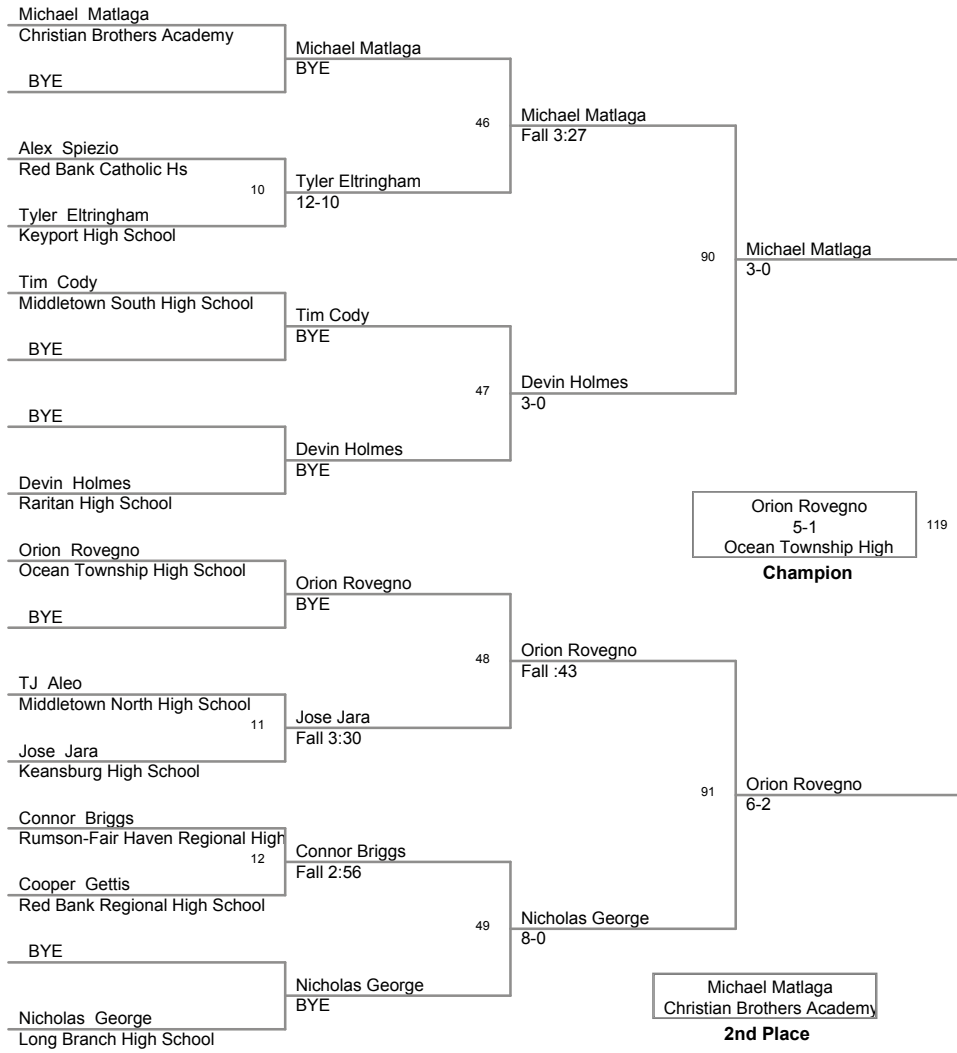 Michael Matlaga
Christian Brothers Academy
Michael Matlaga
BYE
BYE
46
Michael Matlaga
Fall 3:27
Alex Spiezio
Red Bank Catholic Hs
10
Tyler Eltringham
12-10
Tyler Eltringham
Keyport High School
90
Michael Matlaga
3-0
Tim Cody
Middletown South High School
Tim Cody
BYE
BYE
47
Devin Holmes
3-0
BYE
Devin Holmes
BYE
Devin Holmes
Raritan High School
Orion Rovegno
5-1
Ocean Township High
119
Champion
Orion Rovegno
Ocean Township High School
Orion Rovegno
BYE
BYE
48
Orion Rovegno
Fall :43
TJ Aleo
Middletown North High School
11
Jose Jara
Fall 3:30
Jose Jara
Keansburg High School
91
Orion Rovegno
6-2
Connor Briggs
Rumson-Fair Haven Regional High
12
Connor Briggs
Fall 2:56
Cooper Gettis
Red Bank Regional High School
49
Nicholas George
8-0
BYE
Nicholas George
BYE
Nicholas George
Long Branch High School
Michael Matlaga
Christian Brothers Academy
2nd Place